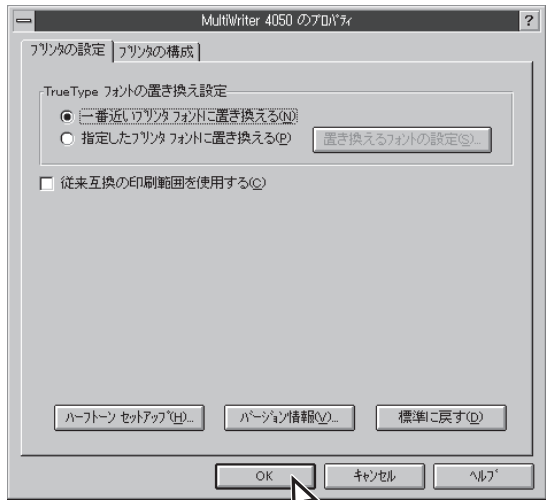 MultiWriter 4050 のプロパティ
?
プリンタの設定 プリンタの構成
TrueType フォントの置き換え設定
一番近いプリンタ フォントに置き換える(N)
指定したプリンタ フォントに置き換える(P) 置き換えるフォントの設定(S)...
従来互換の印刷範囲を使用する(C)
ハーフトーン セットアップ(H)... バージョン情報(V)... 標準に戻す(D)
OK キャンセル ヘルプ